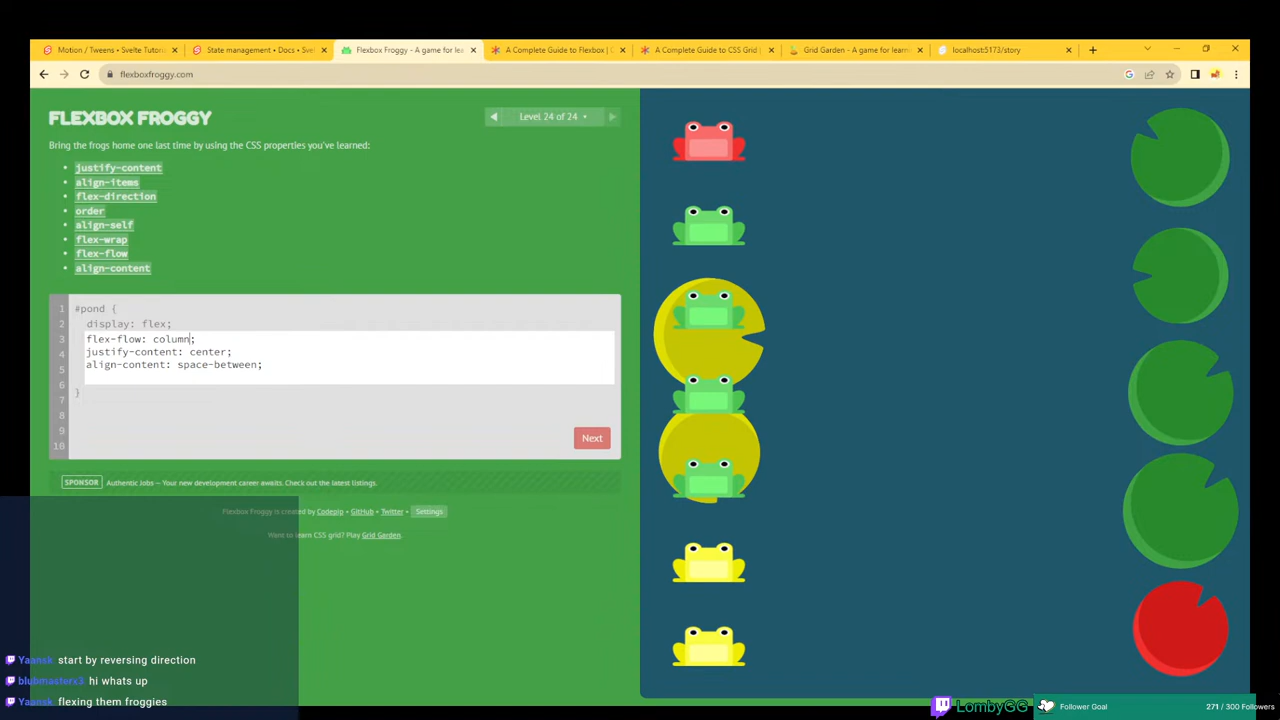 Motion / Tweens • Svelte Tutori
State management • Docs • Sve
Flexbox Froggy - A game for lea
A Complete Guide to Flexbox |
A Complete Guide to CSS Grid
Grid Garden - A game for learni
localhost:5173/story
flexboxfroggy.com
FLEXBOX FROGGY
Level 24 of 24
Bring the frogs home one last time by using the CSS properties you've learned:
justify-content
align-items
flex-direction
order
align-self
flex-wrap
flex-flow
align-content
1 #pond {
2 display: flex;
3 flex-flow: column;
4 justify-content: center;
5 align-content: space-between;
6
7 }
8
9
10
Next
SPONSOR Authentic Jobs — Your new development career awaits. Check out the latest listings.
Flexbox Froggy is created by Codepip • GitHub • Twitter • Settings
Want to learn CSS grid? Play Grid Garden.
Yaansk start by reversing direction
blubmasterx3 hi whats up
Yaansk flexing them froggies
LombyGG
Follower Goal
271 / 300 Followers